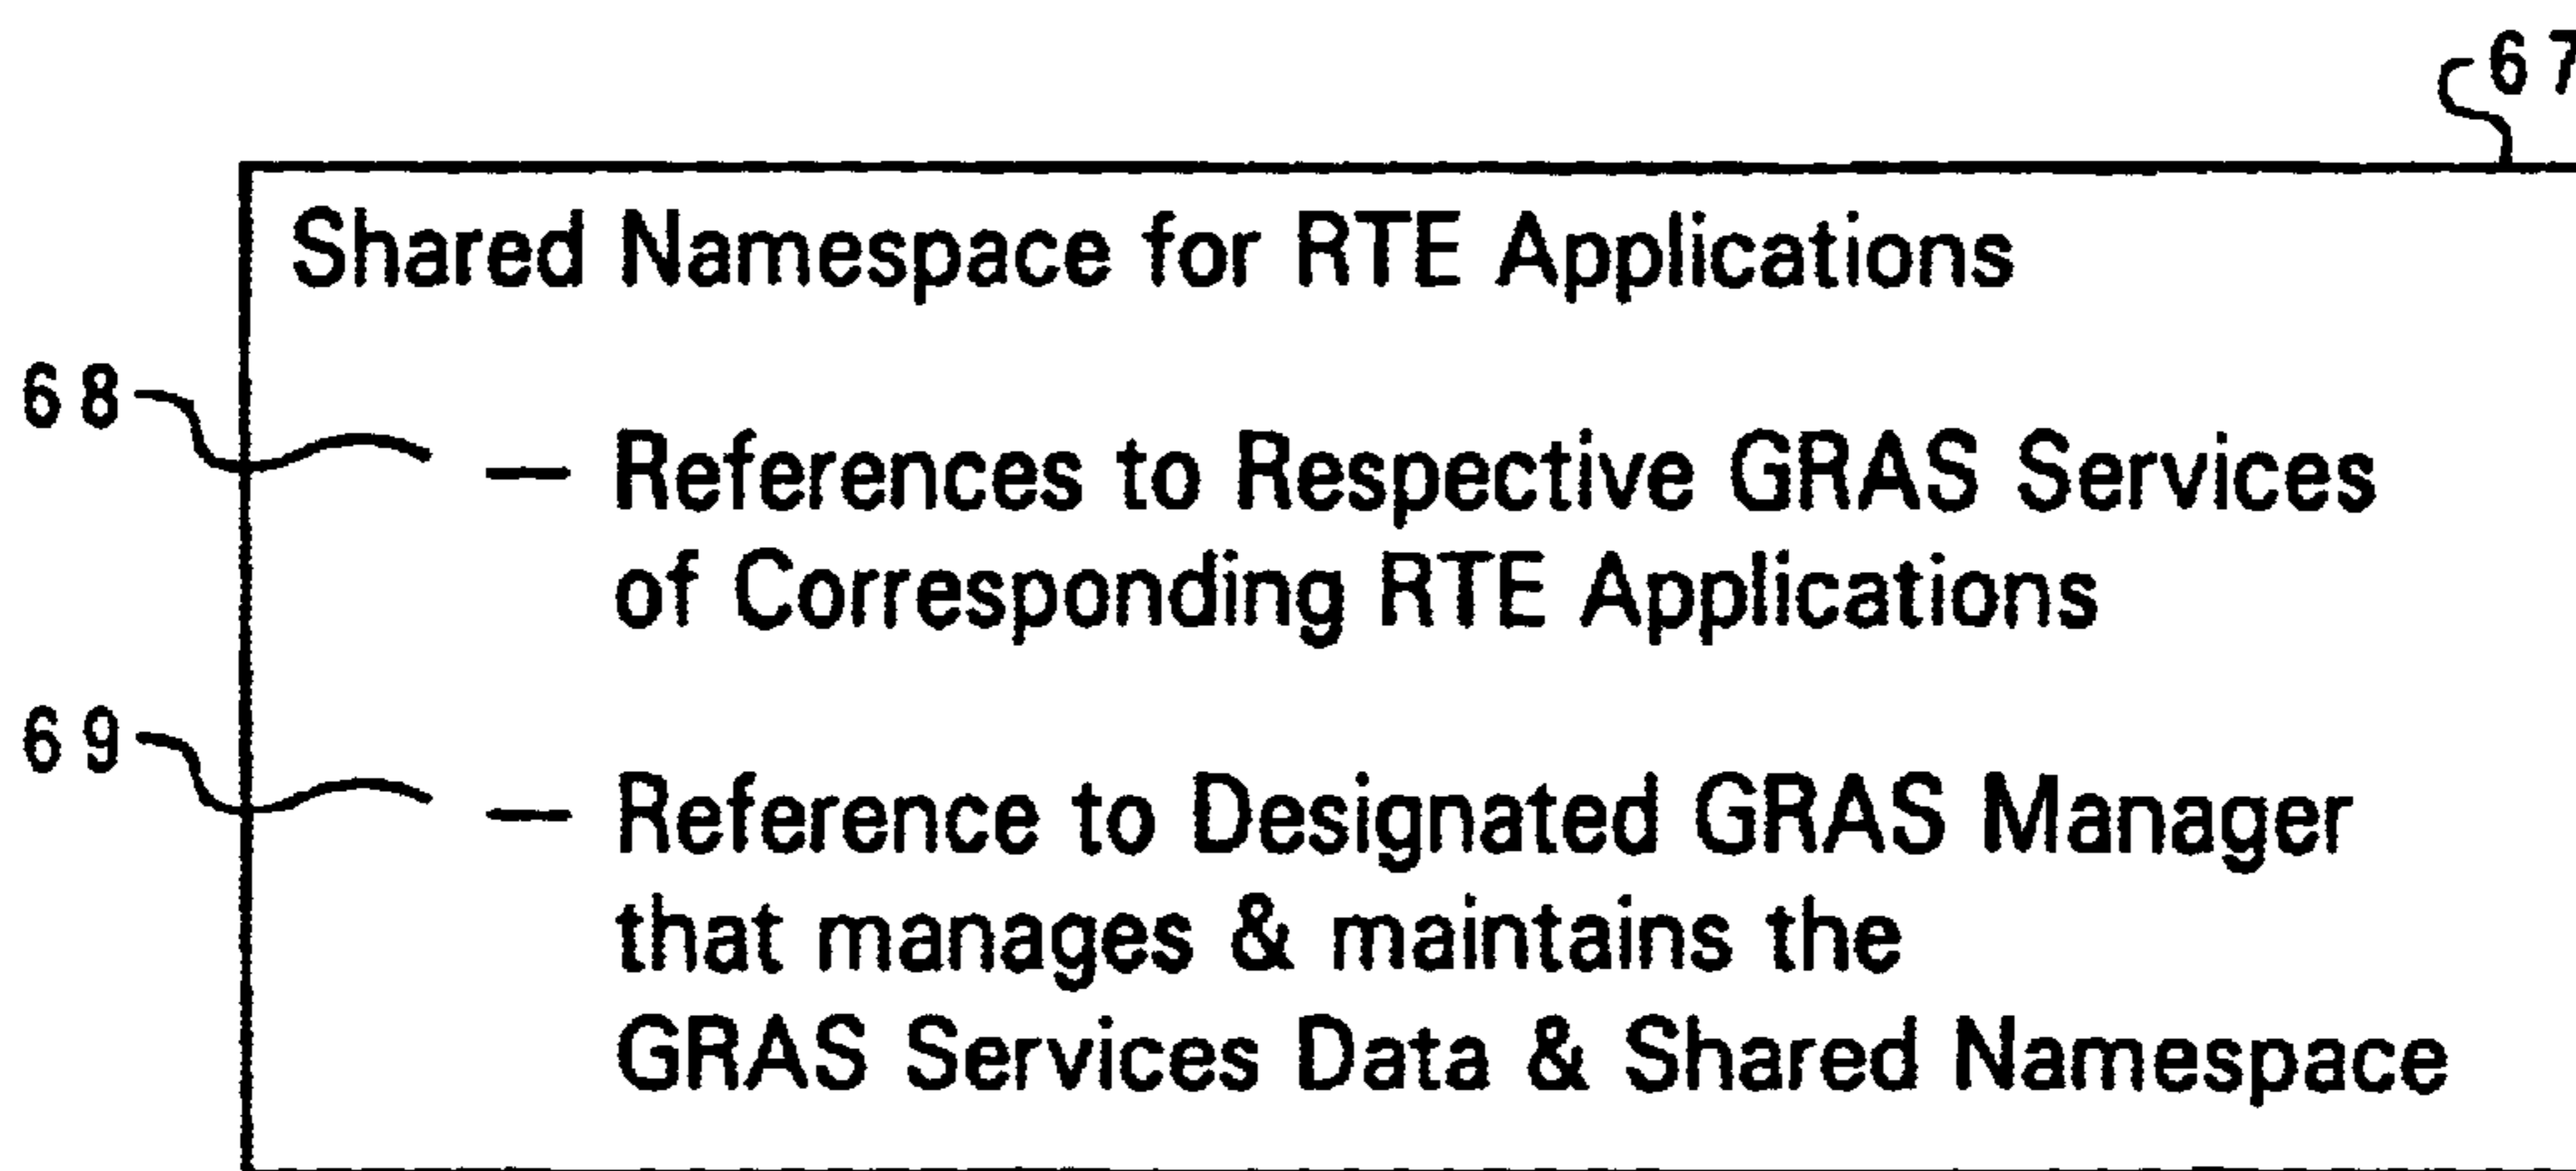 67
Shared Namespace for RTE Applications
68
— References to Respective GRAS Services
of Corresponding RTE Applications
69
— Reference to Designated GRAS Manager
that manages & maintains the
GRAS Services Data & Shared Namespace